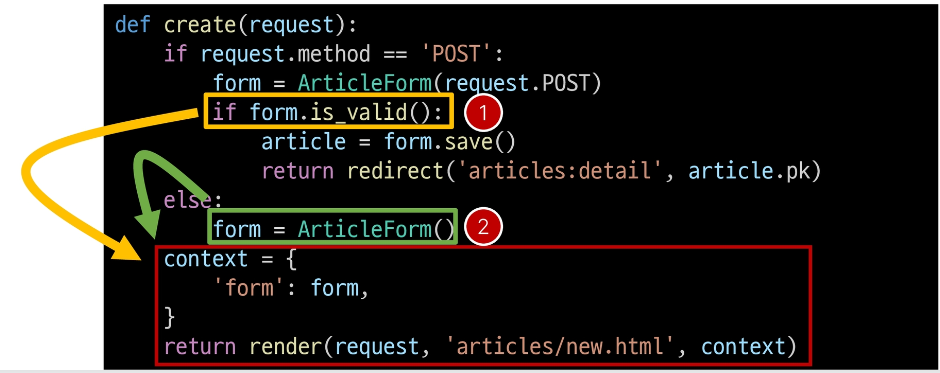 def create(request):
    if request.method == 'POST':
        form = ArticleForm(request.POST)
        if form.is_valid(): 1
            article = form.save()
            return redirect('articles:detail', article.pk)
    else:
        form = ArticleForm() 2
    context = {
        'form': form,
    }
    return render(request, 'articles/new.html', context)